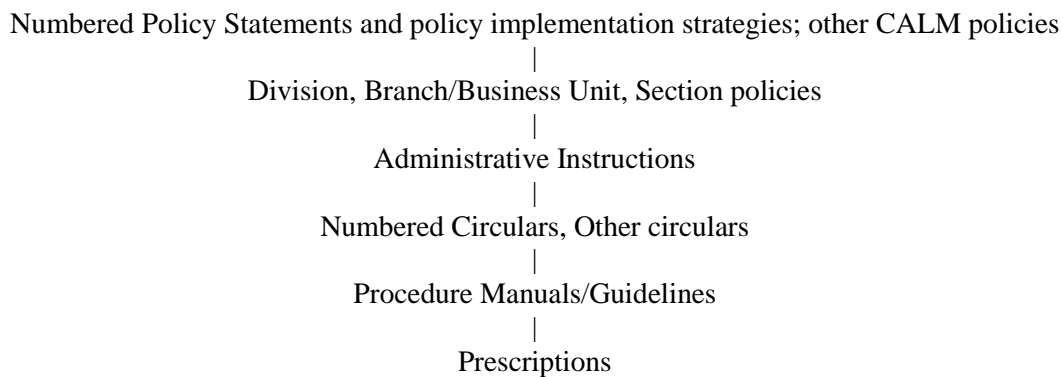 Numbered Policy Statements and policy implementation strategies; other CALM policies
Division, Branch/Business Unit, Section policies
Administrative Instructions
Numbered Circulars, Other circulars
Procedure Manuals/Guidelines
Prescriptions